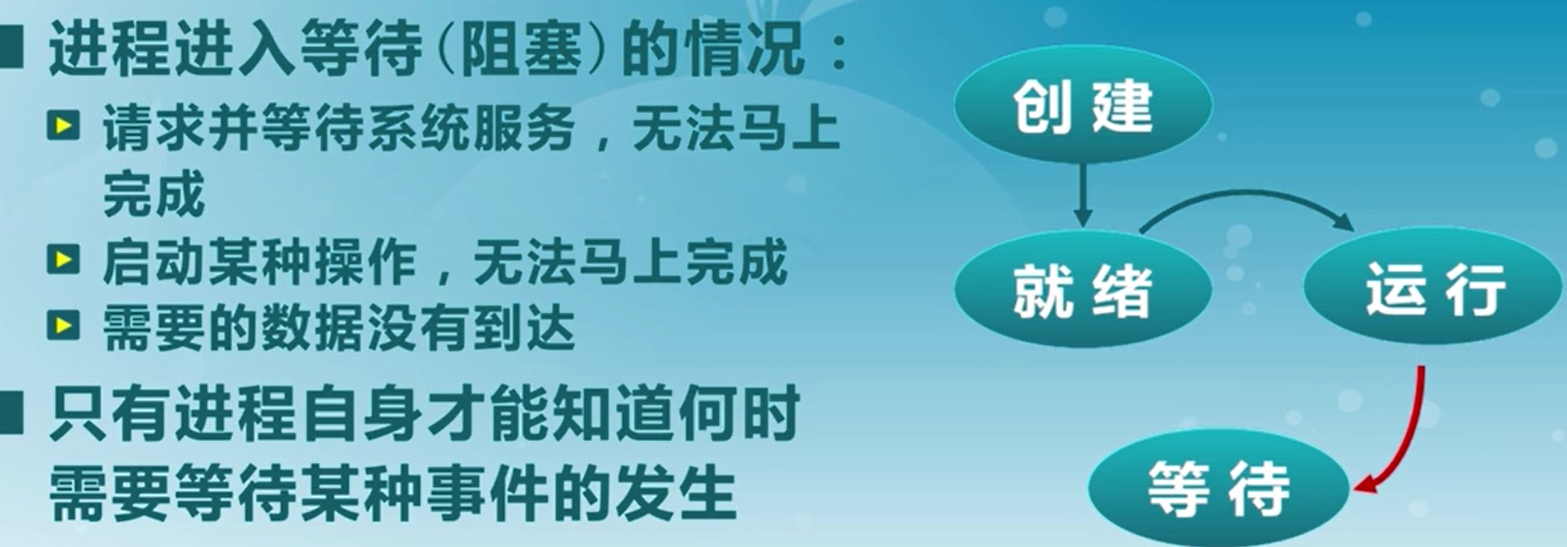 进程进入等待(阻塞)的情况：
请求并等待系统服务，无法马上
完成
启动某种操作，无法马上完成
需要的数据没有到达
只有进程自身才能知道何时
需要等待某种事件的发生
创建
就绪
运行
等待